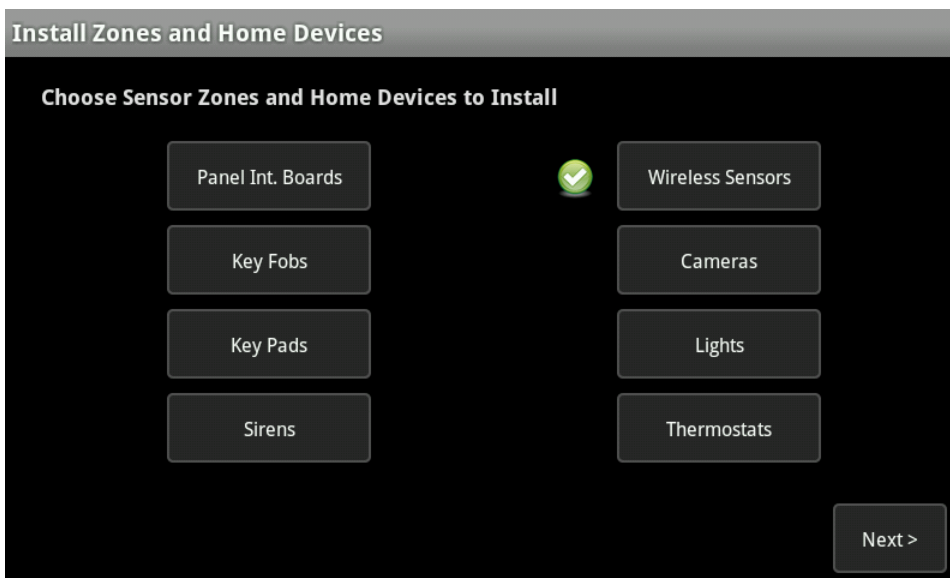 Install Zones and Home Devices
Choose Sensor Zones and Home Devices to Install
Panel Int. Boards
Wireless Sensors
Key Fobs
Cameras
Key Pads
Lights
Sirens
Thermostats
Next >